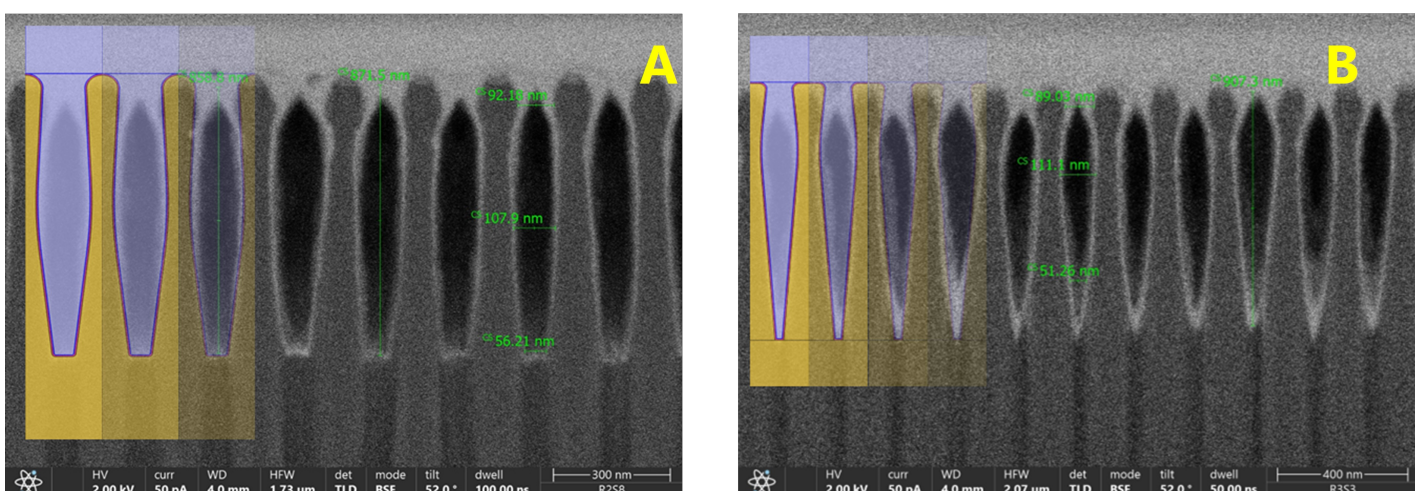 A
871.5 nm
92.18 nm
CS 107.9 nm
CS 56.21 nm
HV curr WD HFW det mode tilt dwell 300 nm
2.00 kV 50 pA 4.0 mm 1.73 µm TLD BSE 52.0 ° 100.00 ns
B
89.03 nm
CS 111.1 nm
51.26 nm
HV curr WD HFW det mode tilt dwell 400 nm
2.00 kV 50 pA 4.0 mm 2.07 µm TLD BSE 52.0 ° 50.00 ns